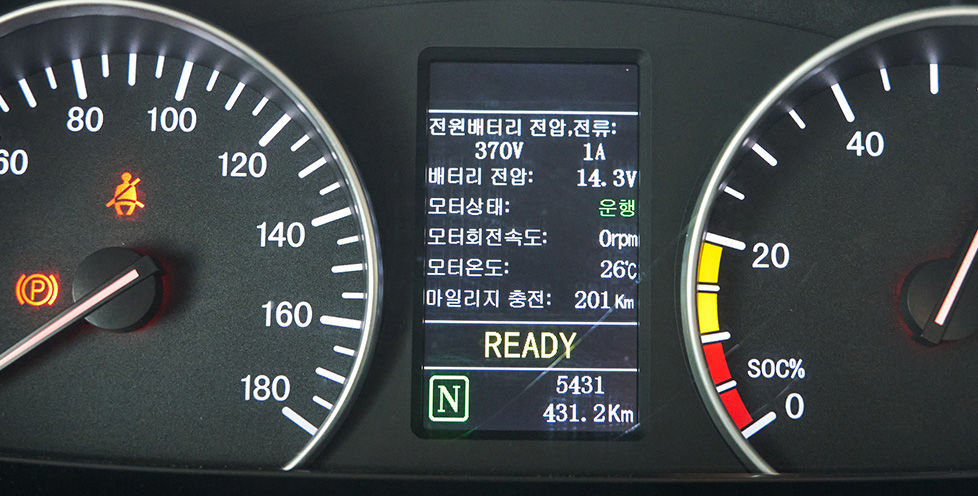 60
80
100
120
140
160
180
P
전원배터리 전압,전류:
370V 1A
배터리 전압: 14.3V
모터상태: 운행
모터회전속도: 0rpm
모터온도: 26℃
마일리지 충전: 201Km
READY
N
5431
431.2Km
40
20
SOC%
0